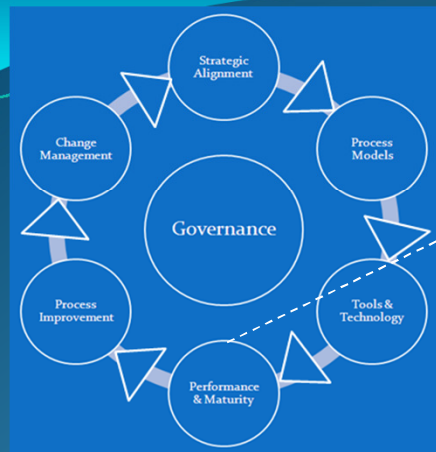 Strategic
Alignment
Process
Models
Tools &
Technology
Performance
& Maturity
Process
Improvement
Change
Management
Governance